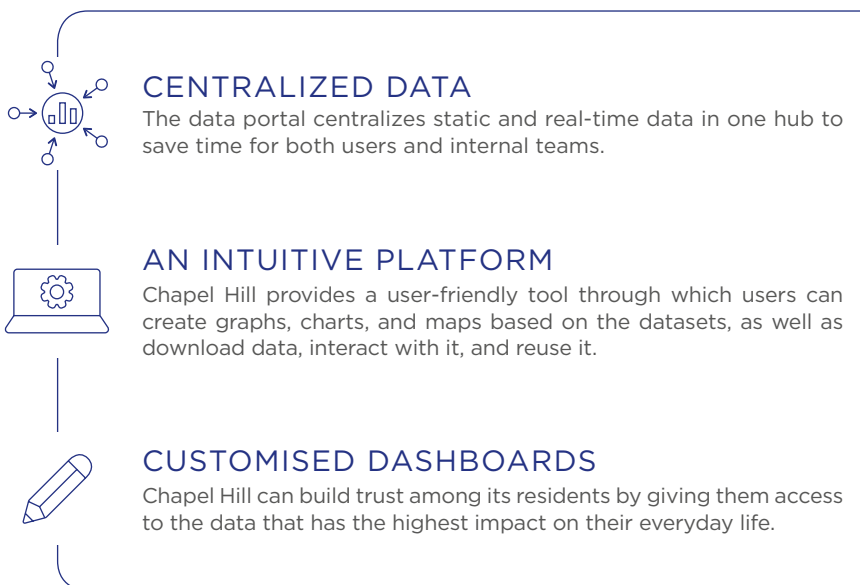 CENTRALIZED DATA
The data portal centralizes static and real-time data in one hub to
save time for both users and internal teams.
AN INTUITIVE PLATFORM
Chapel Hill provides a user-friendly tool through which users can
create graphs, charts, and maps based on the datasets, as well as
download data, interact with it, and reuse it.
CUSTOMISED DASHBOARDS
Chapel Hill can build trust among its residents by giving them access
to the data that has the highest impact on their everyday life.